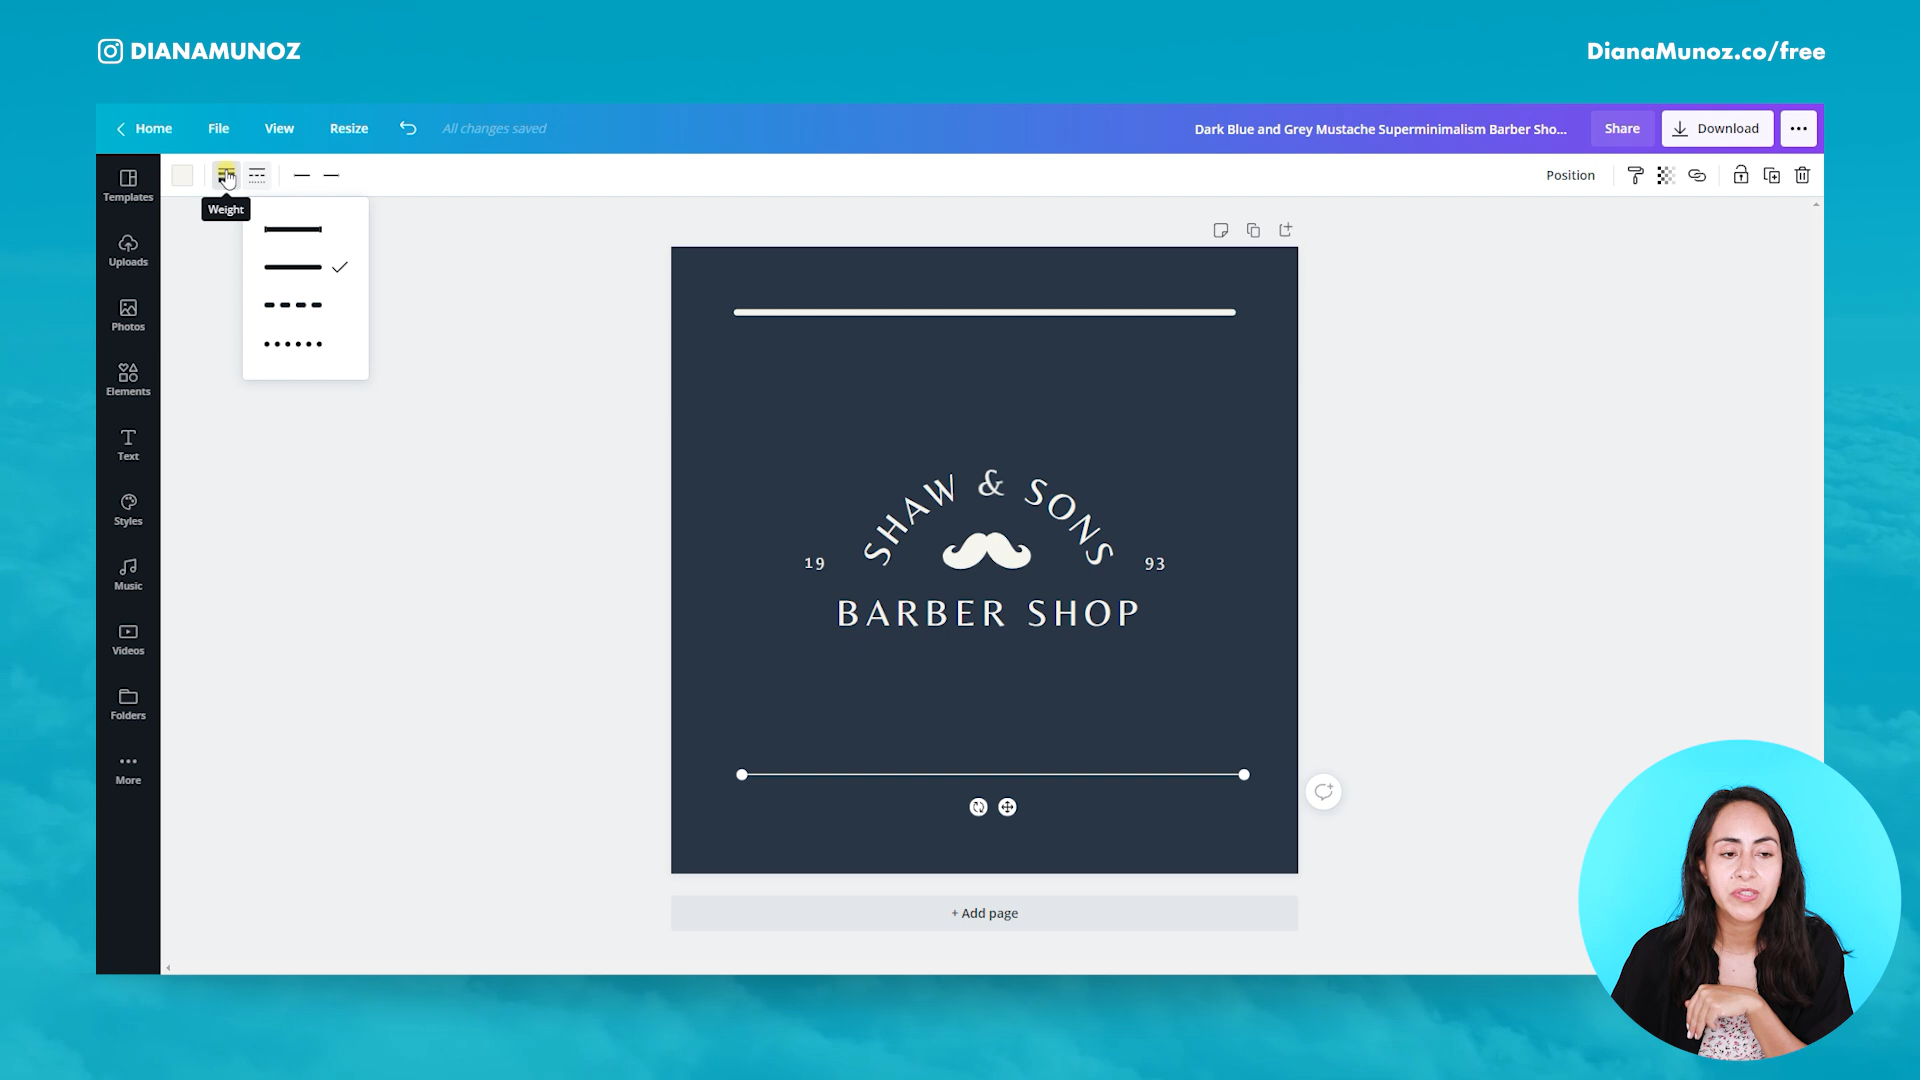 DIANAMUNOZ
DianaMunoz.co/free
Home File View Resize All changes saved
Dark Blue and Grey Mustache Superminimalism Barber Sho... Share Download
Position
Weight
Templates
Uploads
Photos
Elements
Text
Styles
Music
Videos
Folders
More
SHAW & SONS
19 93
BARBER SHOP
+ Add page